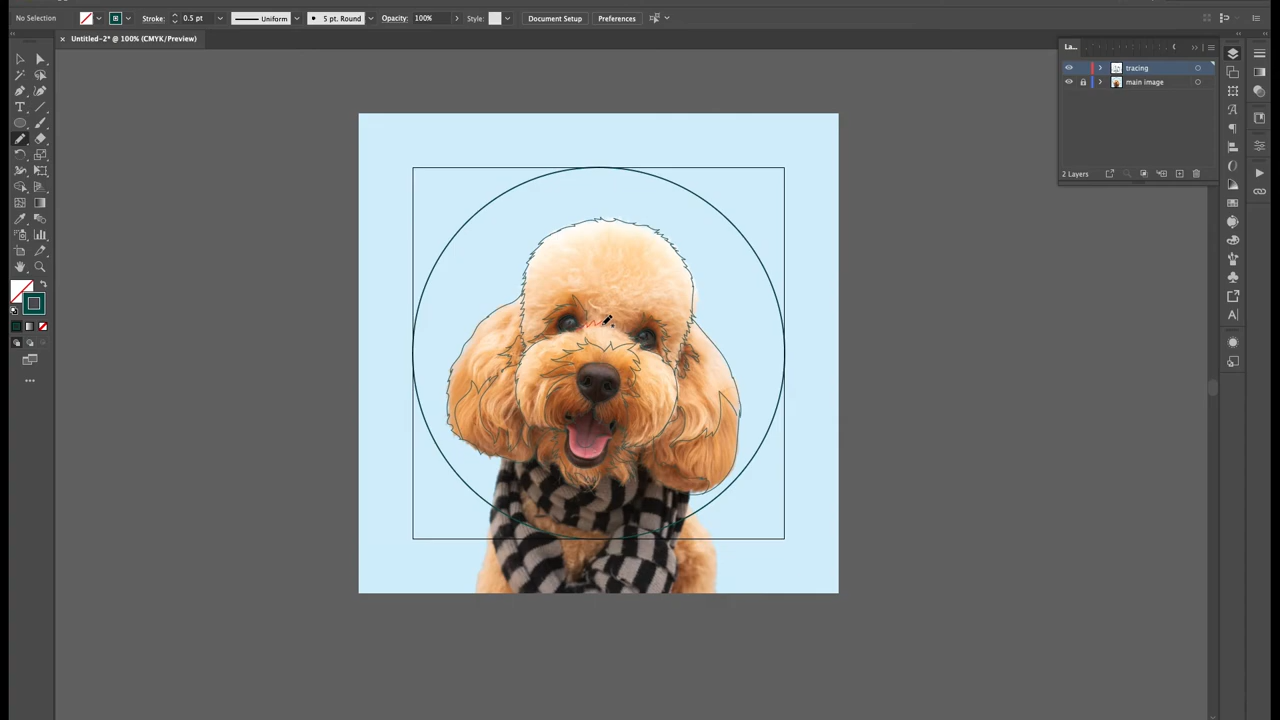 No Selection Stroke: 0.5 pt Uniform 5 pt. Round Opacity: 100% Style: Document Setup Preferences
× Untitled-2* @ 100% (CMYK/Preview)
La...
tracing
main image
2 Layers